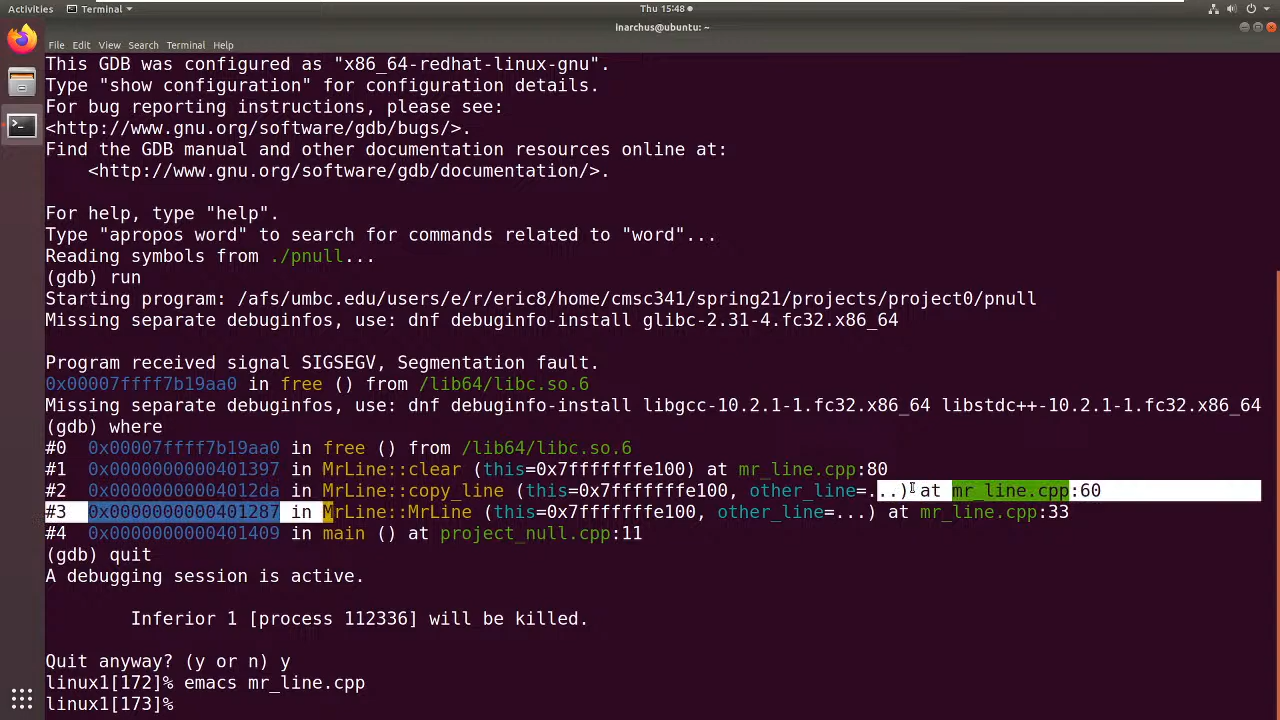 Activities Terminal Thu 15:48
inarchus@ubuntu: ~
File Edit View Search Terminal Help
This GDB was configured as "x86_64-redhat-linux-gnu".
Type "show configuration" for configuration details.
For bug reporting instructions, please see:
<http://www.gnu.org/software/gdb/bugs/>.
Find the GDB manual and other documentation resources online at:
<http://www.gnu.org/software/gdb/documentation/>.
For help, type "help".
Type "apropos word" to search for commands related to "word"...
Reading symbols from ./pnull...
(gdb) run
Starting program: /afs/umbc.edu/users/e/r/eric8/home/cmsc341/spring21/projects/project0/pnull
Missing separate debuginfos, use: dnf debuginfo-install glibc-2.31-4.fc32.x86_64
Program received signal SIGSEGV, Segmentation fault.
0x00007ffff7b19aa0 in free () from /lib64/libc.so.6
Missing separate debuginfos, use: dnf debuginfo-install libgcc-10.2.1-1.fc32.x86_64 libstdc++-10.2.1-1.fc32.x86_64
(gdb) where
#0 0x00007ffff7b19aa0 in free () from /lib64/libc.so.6
#1 0x0000000000401397 in MrLine::clear (this=0x7fffffffe100) at mr_line.cpp:80
#2 0x00000000004012da in MrLine::copy_line (this=0x7fffffffe100, other_line=...) at mr_line.cpp:60
#3 0x0000000000401287 in MrLine::MrLine (this=0x7fffffffe100, other_line=...) at mr_line.cpp:33
#4 0x0000000000401409 in main () at project_null.cpp:11
(gdb) quit
A debugging session is active.
Inferior 1 [process 112336] will be killed.
Quit anyway? (y or n) y
linux1[172]% emacs mr_line.cpp
linux1[173]%